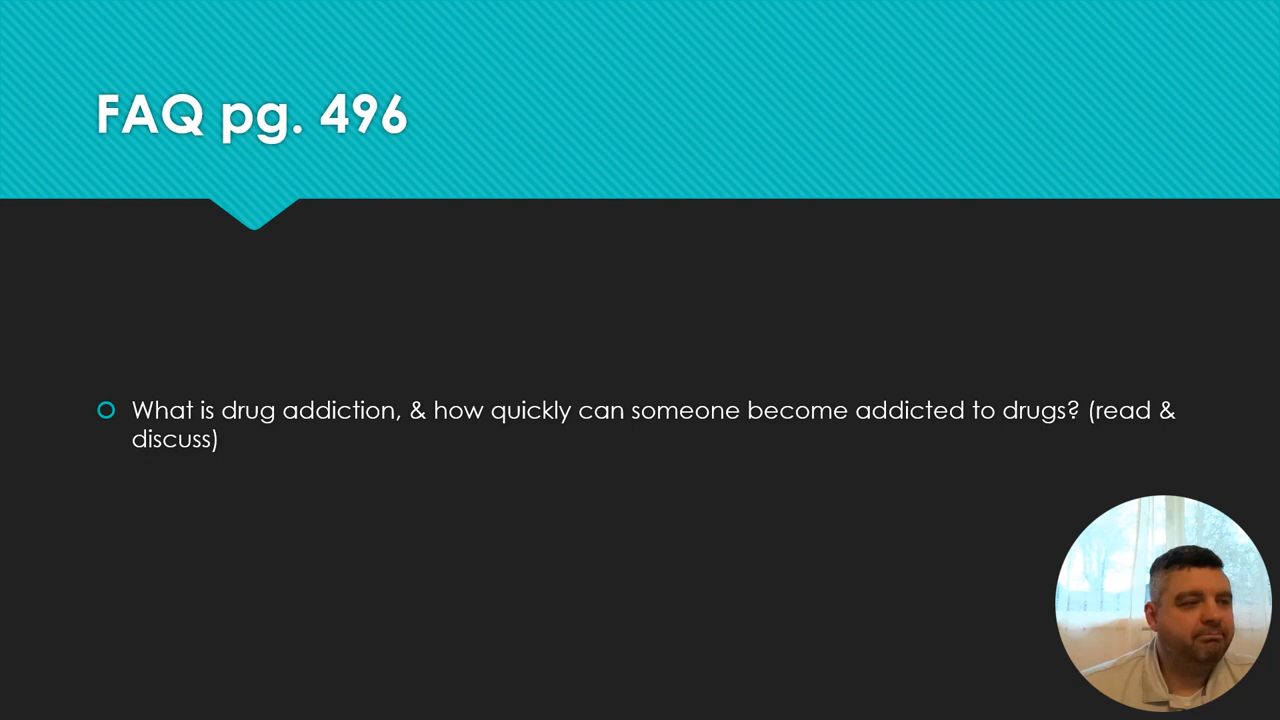 FAQ pg. 496
What is drug addiction, & how quickly can someone become addicted to drugs? (read &
discuss)